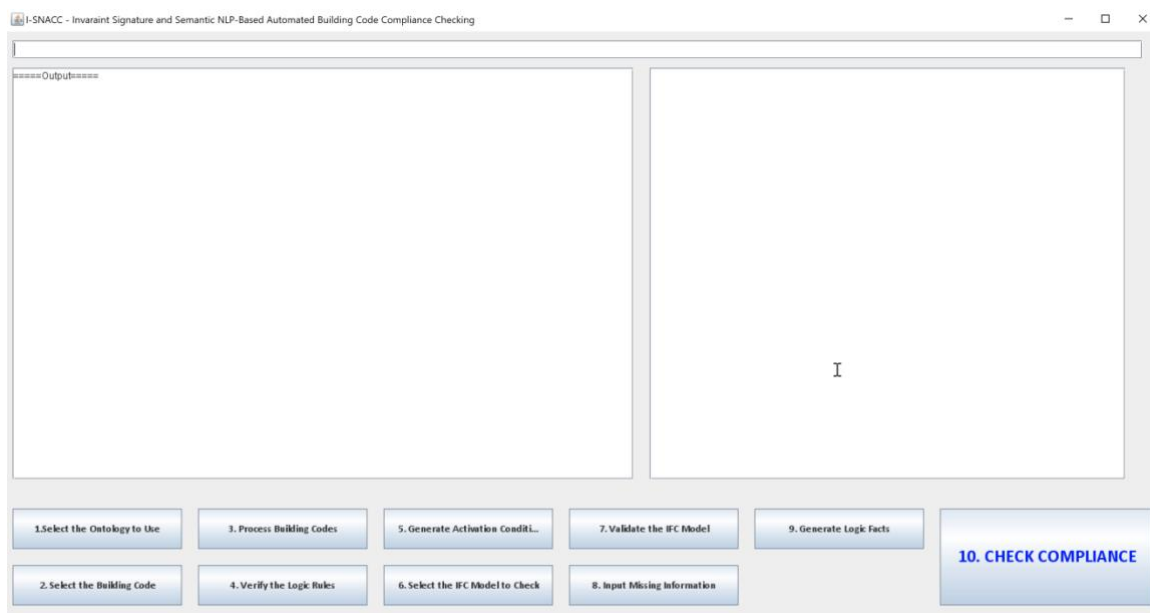 I-SNACC - Invaraint Signature and Semantic NLP-Based Automated Building Code Compliance Checking
=====Output=====
1.Select the Ontology to Use
3. Process Building Codes
5. Generate Activation Conditi...
7. Validate the IFC Model
9. Generate Logic Facts
10. CHECK COMPLIANCE
2. Select the Building Code
4. Verify the Logic Rules
6. Select the IFC Model to Check
8. Input Missing Information